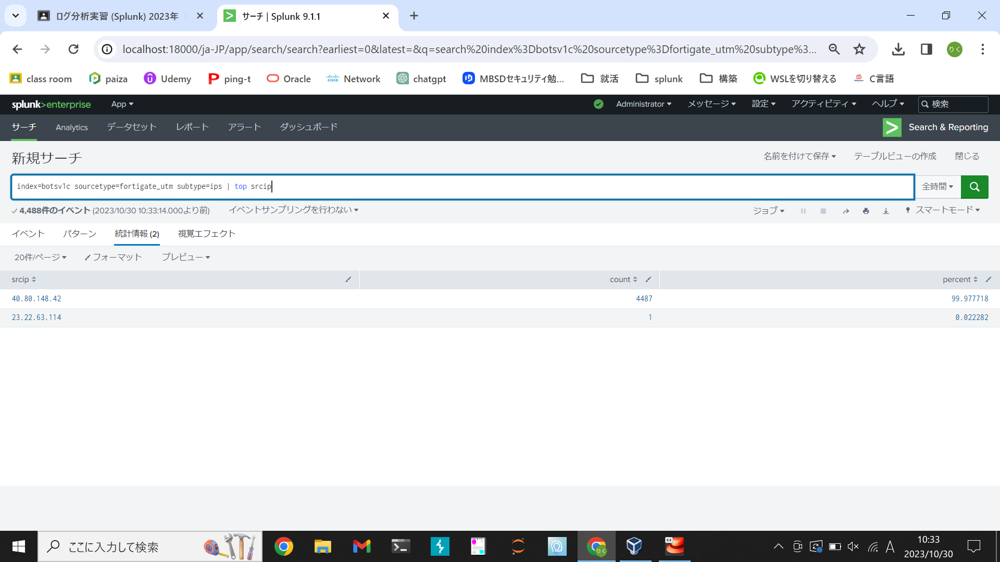 ログ分析実習 (Splunk) 2023年
サーチ | Splunk 9.1.1
localhost:18000/ja-JP/app/search/search?earliest=0&latest=&q=search%20index%3Dbotsv1c%20sourcetype%3Dfortigate_utm%20subtype%3...
りく
class room
paiza
Udemy
ping-t
Oracle
Network
chatgpt
MBSDセキュリティ勉...
就活
splunk
構築
WSLを切り替える
C言語
splunk>enterprise
App
Administrator
メッセージ
設定
アクティビティ
ヘルプ
検索
サーチ
Analytics
データセット
レポート
アラート
ダッシュボード
Search & Reporting
新規サーチ
名前を付けて保存
テーブルビューの作成
閉じる
index=botsv1c sourcetype=fortigate_utm subtype=ips | top srcip
全時間
4,488件のイベント (2023/10/30 10:33:14.000より前)
イベントサンプリングを行わない
ジョブ
スマートモード
イベント
パターン
統計情報 (2)
視覚エフェクト
20件/ページ
フォーマット
プレビュー
srcip count percent
40.80.148.42 4487 99.977718
23.22.63.114 1 0.022282
ここに入力して検索
64
りく
A
10:33
2023/10/30